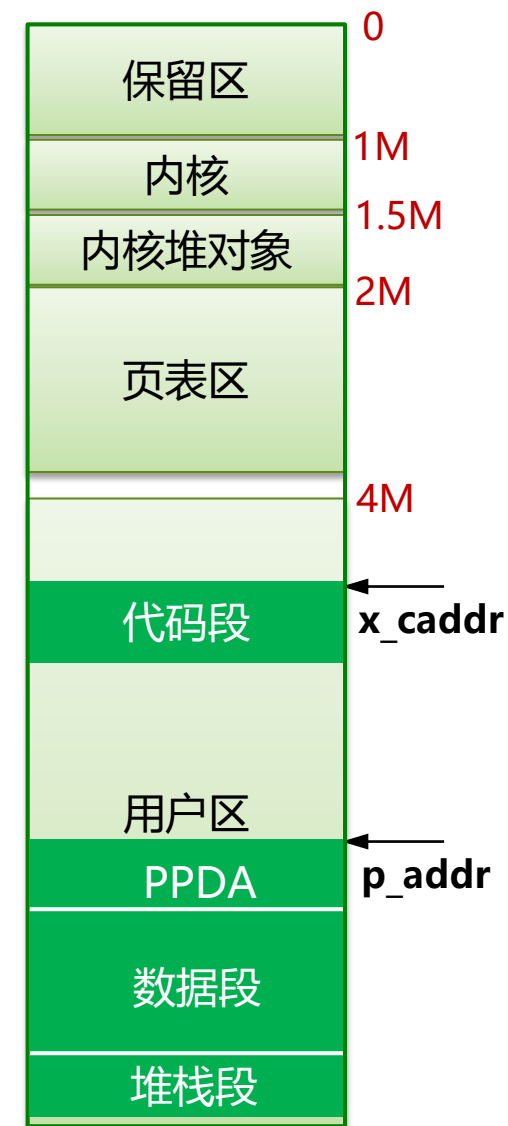 0
保留区
1M
内核
1.5M
内核堆对象
2M
页表区
4M
代码段
x_caddr
用户区
p_addr
PPDA
数据段
堆栈段